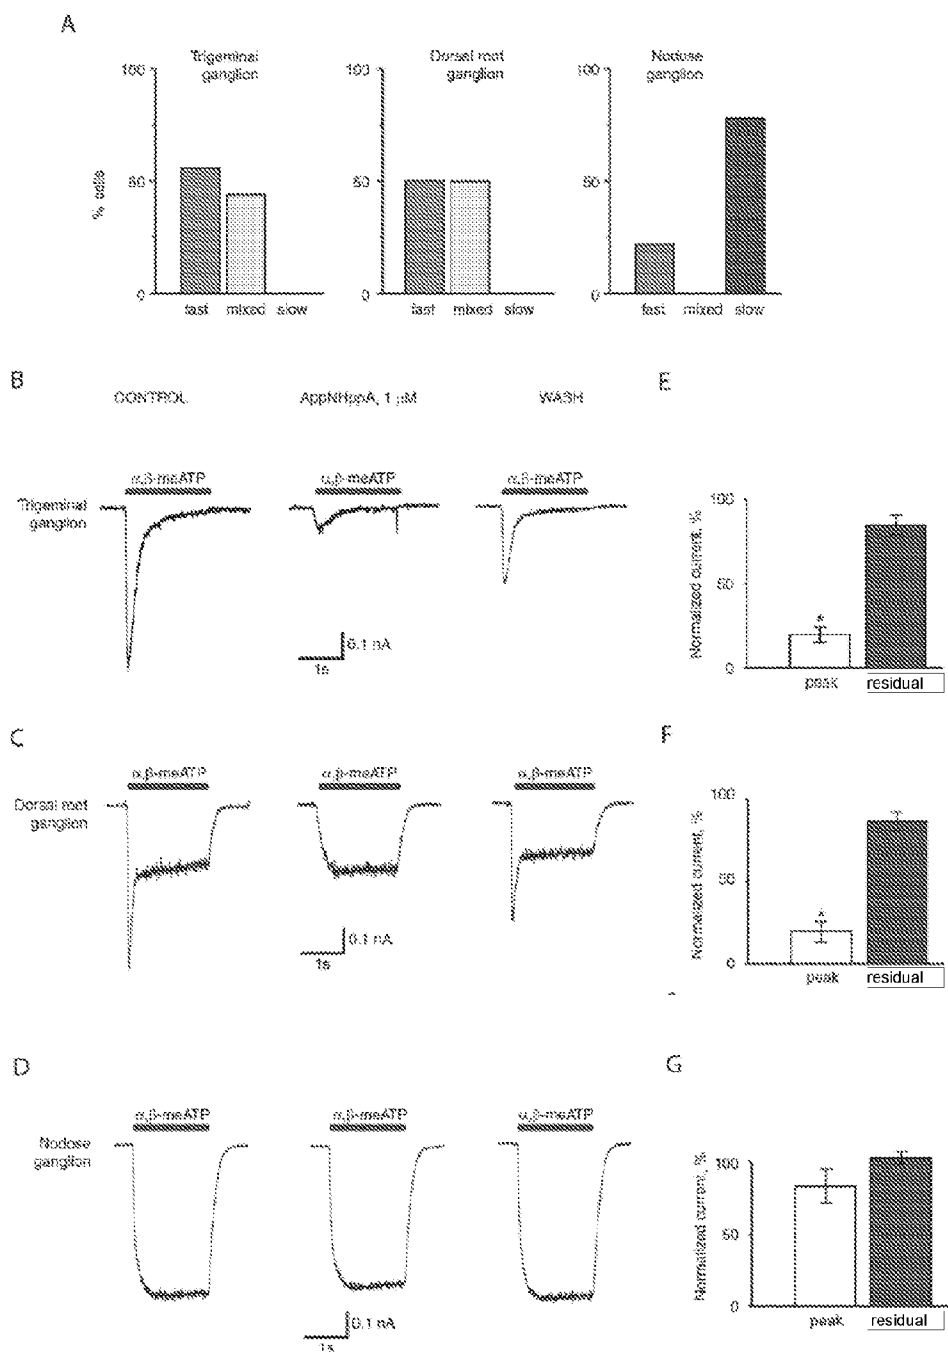 A
Trigeminal
ganglion
Dorsal root
ganglion
Nodose
ganglion
100
100
100
% cells
50
50
50
0
0
0
fast mixed slow
fast mixed slow
fast mixed slow
B
CONTROL
AppNHppA, 1 μM
WASH
E
α,β-meATP
α,β-meATP
α,β-meATP
Trigeminal
ganglion
0.1 nA
1s
Normalized current, %
100
50
0
*
peak
residual
C
α,β-meATP
α,β-meATP
α,β-meATP
Dorsal root
ganglion
0.1 nA
1s
F
Normalized current, %
100
50
0
*
peak
residual
D
α,β-meATP
α,β-meATP
α,β-meATP
Nodose
ganglion
0.1 nA
1s
G
Normalized current, %
100
50
0
peak
residual